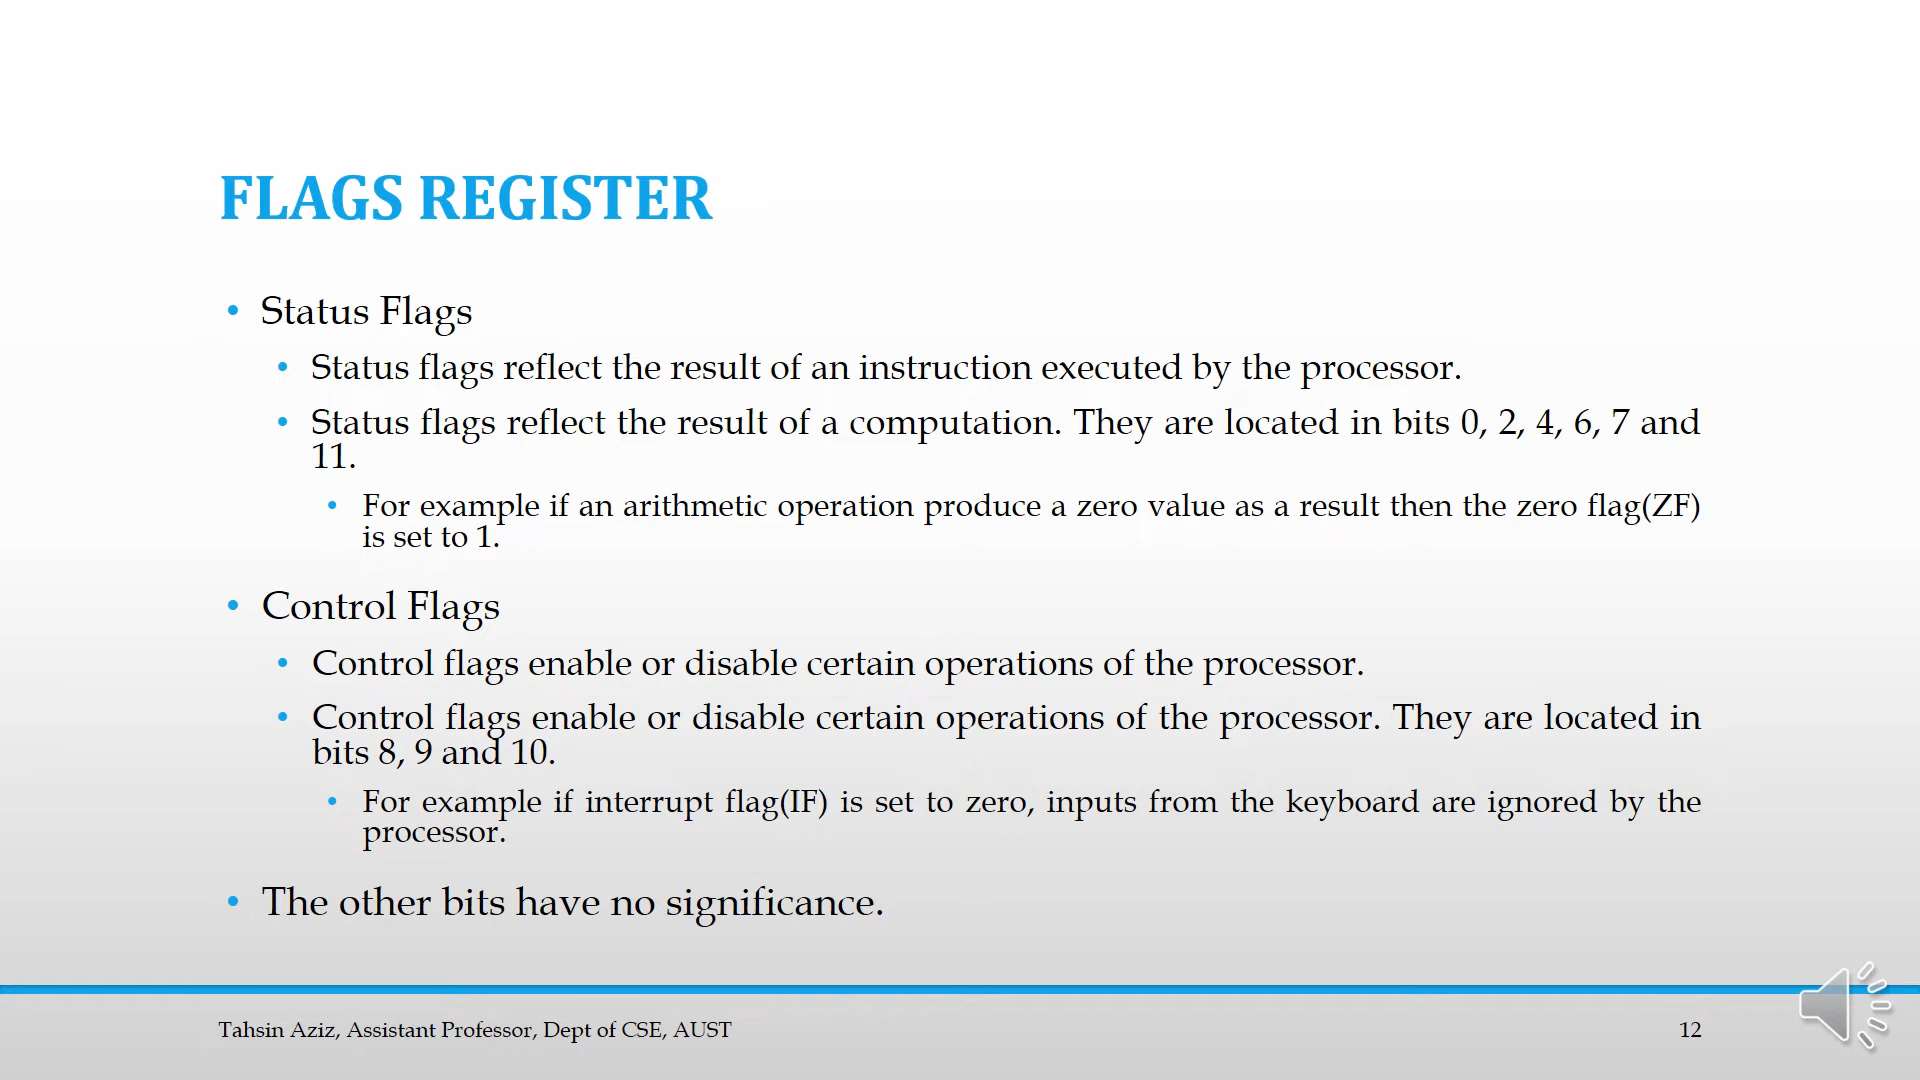 FLAGS REGISTER
• Status Flags
• Status flags reflect the result of an instruction executed by the processor.
• Status flags reflect the result of a computation. They are located in bits 0, 2, 4, 6, 7 and
11.
• For example if an arithmetic operation produce a zero value as a result then the zero flag(ZF)
is set to 1.
• Control Flags
• Control flags enable or disable certain operations of the processor.
• Control flags enable or disable certain operations of the processor. They are located in
bits 8, 9 and 10.
• For example if interrupt flag(IF) is set to zero, inputs from the keyboard are ignored by the
processor.
• The other bits have no significance.
Tahsin Aziz, Assistant Professor, Dept of CSE, AUST
12